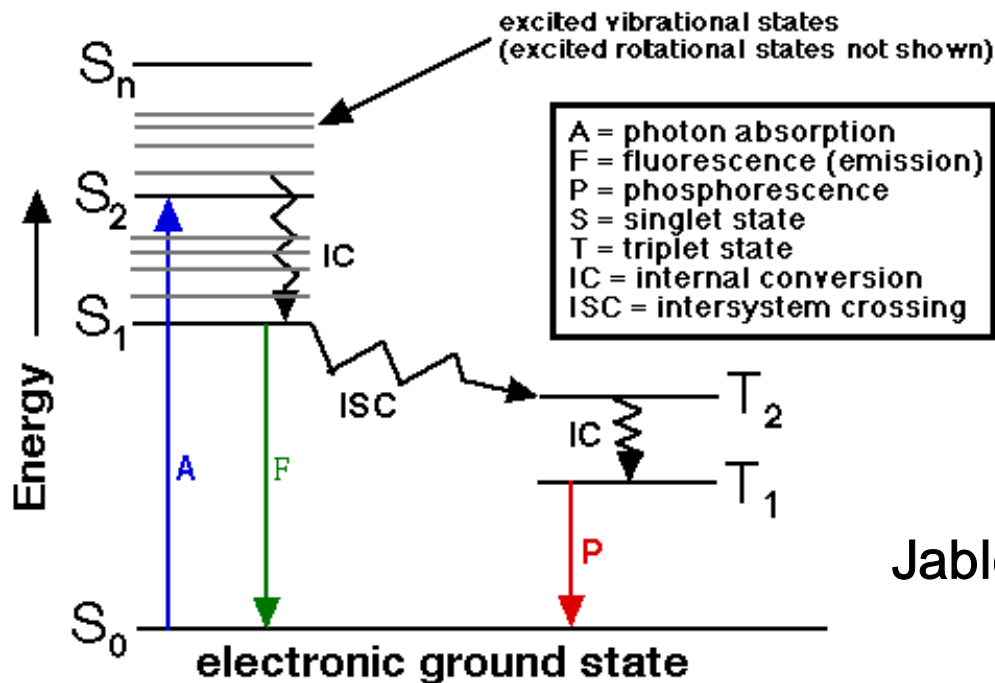 excited vibrational states
(excited rotational states not shown)
Sn
A = photon absorption
F = fluorescence (emission)
P = phosphorescence
S = singlet state
T = triplet state
IC = internal conversion
ISC = intersystem crossing
S2
IC
S1
ISC
T2
IC
T1
Energy
A
F
P
Jabl
S0
electronic ground state